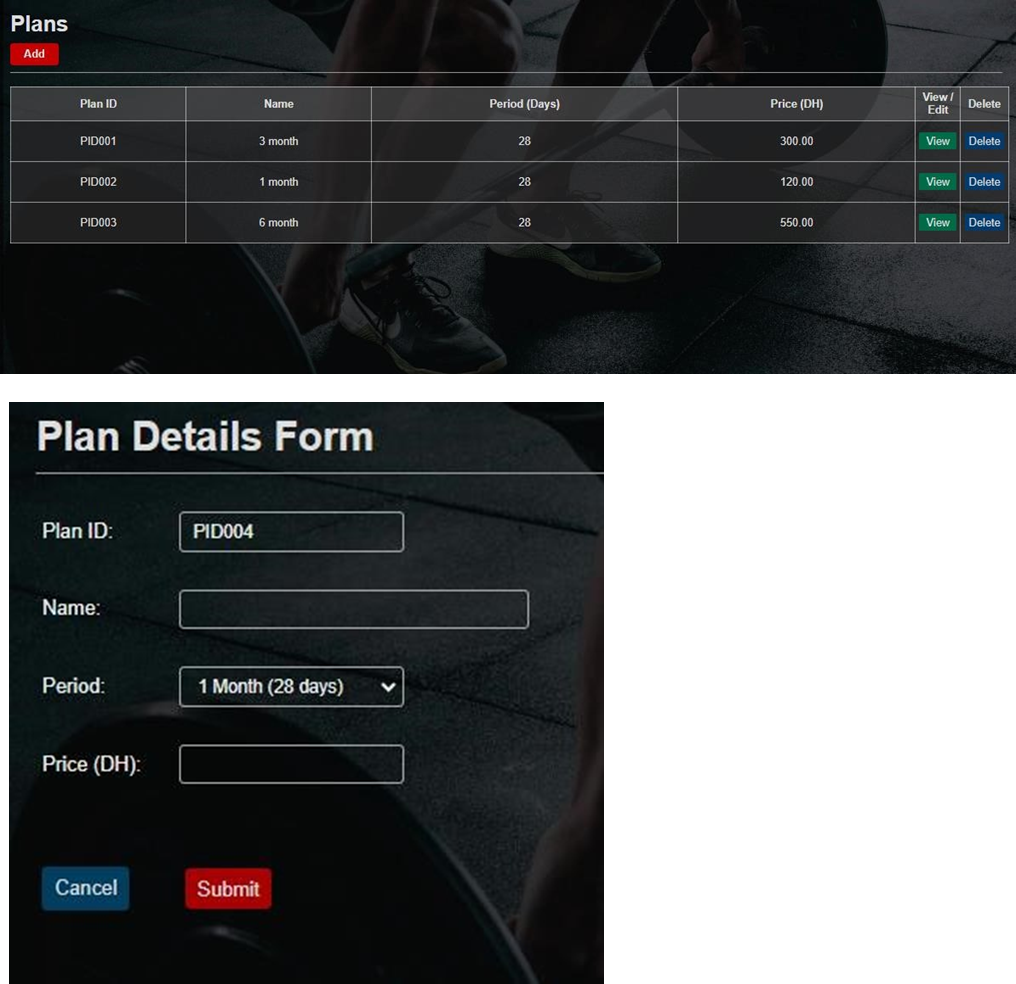 Plans
Add
Plan ID Name Period (Days) Price (DH) View / Edit Delete
PID001 3 month 28 300.00 View Delete
PID002 1 month 28 120.00 View Delete
PID003 6 month 28 550.00 View Delete
Plan Details Form
Plan ID: PID004
Name:
Period: 1 Month (28 days)
Price (DH):
Cancel Submit